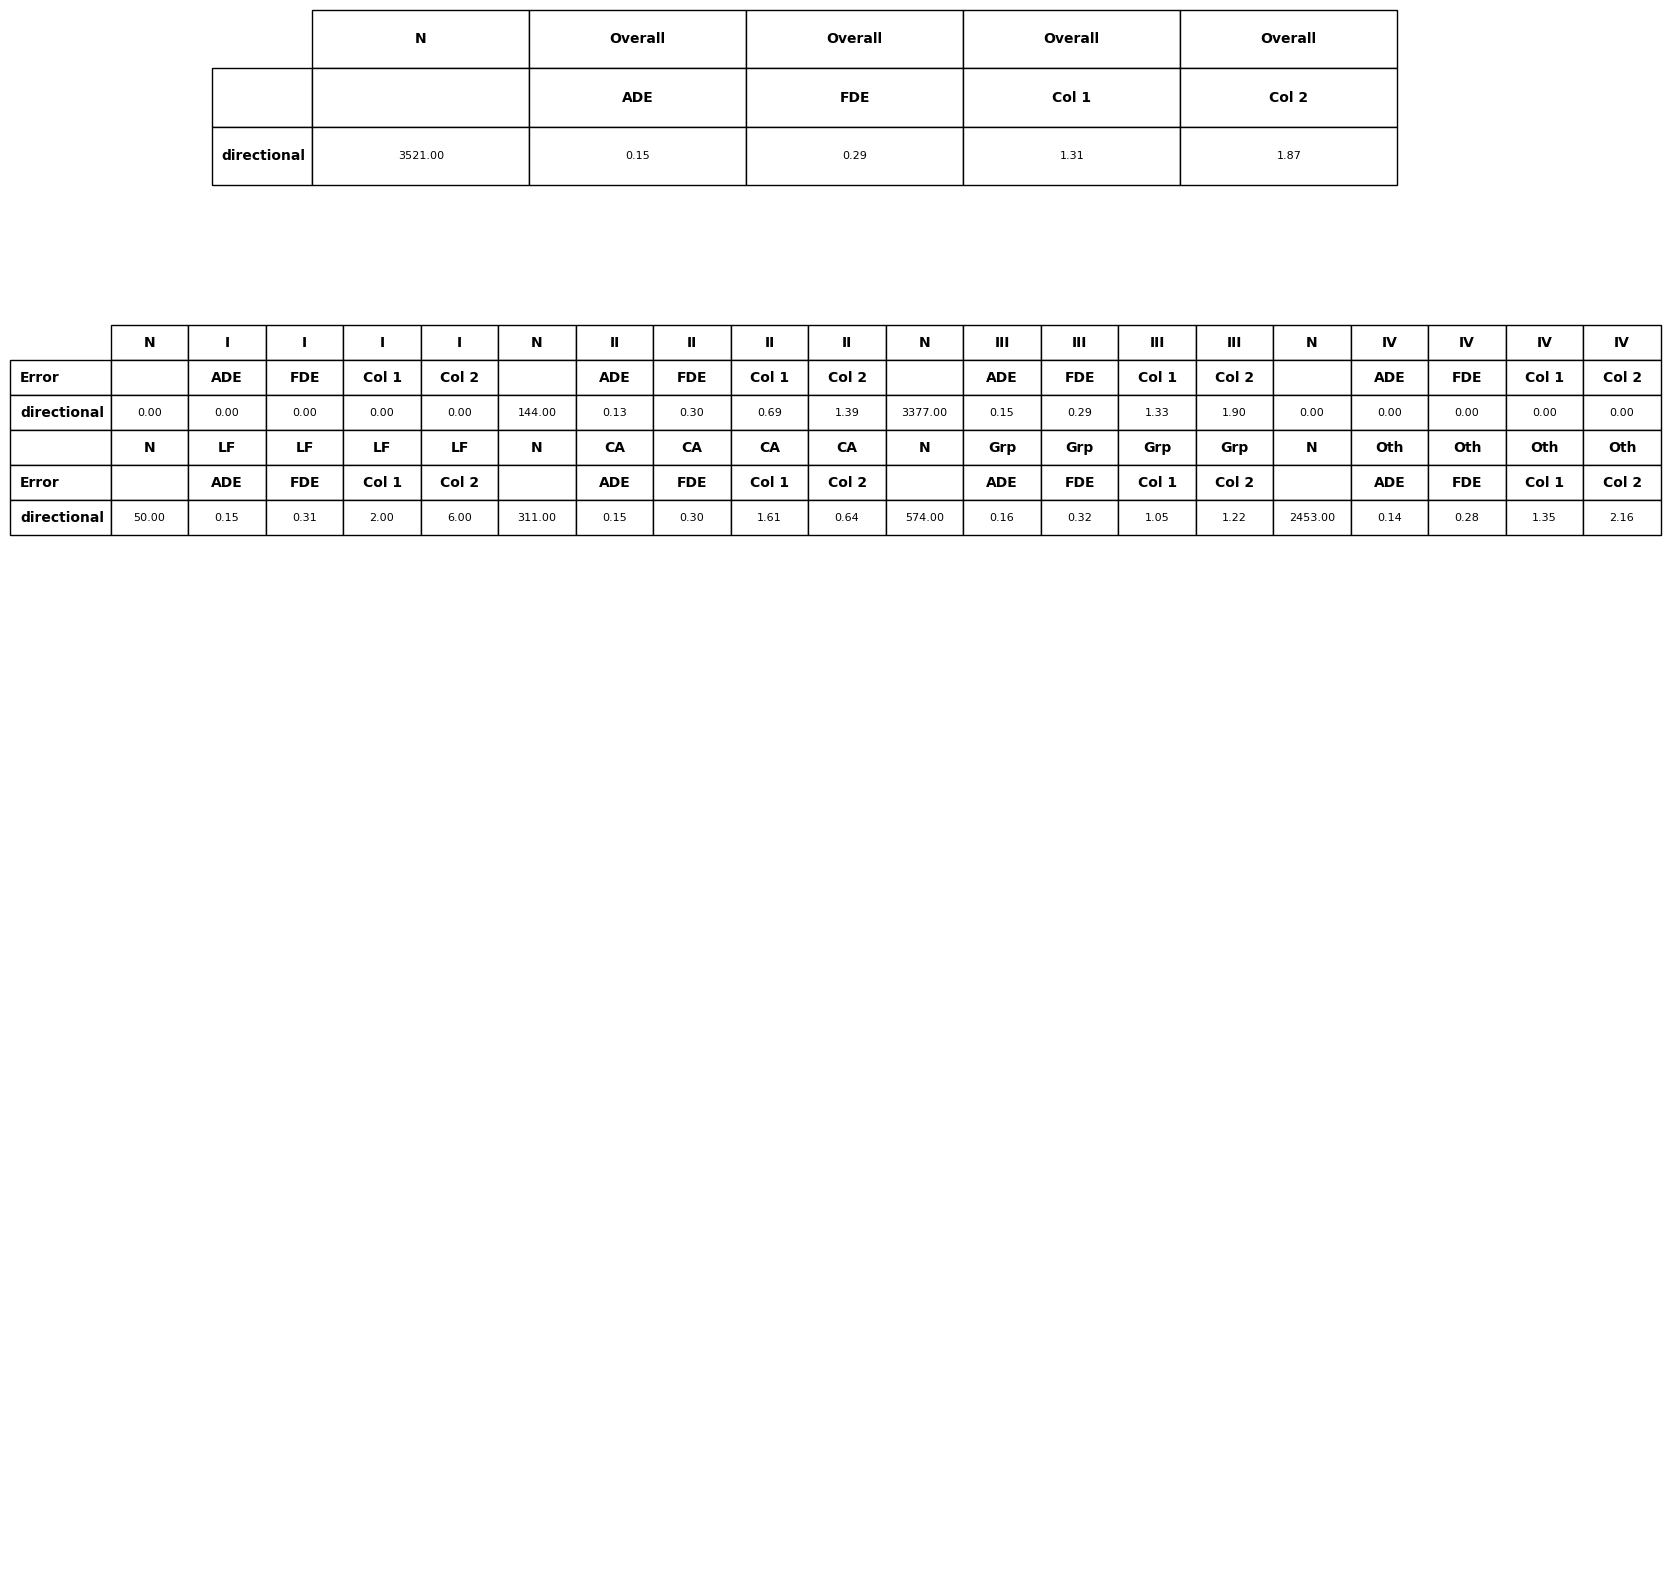 N Overall Overall Overall Overall
ADE FDE Col 1 Col 2
directional 3521.00 0.15 0.29 1.31 1.87
N I I I I N II II II II N III III III III N IV IV IV IV
Error ADE FDE Col 1 Col 2 ADE FDE Col 1 Col 2 ADE FDE Col 1 Col 2 ADE FDE Col 1 Col 2
directional 0.00 0.00 0.00 0.00 0.00 144.00 0.13 0.30 0.69 1.39 3377.00 0.15 0.29 1.33 1.90 0.00 0.00 0.00 0.00 0.00
N LF LF LF LF N CA CA CA CA N Grp Grp Grp Grp N Oth Oth Oth Oth
Error ADE FDE Col 1 Col 2 ADE FDE Col 1 Col 2 ADE FDE Col 1 Col 2 ADE FDE Col 1 Col 2
directional 50.00 0.15 0.31 2.00 6.00 311.00 0.15 0.30 1.61 0.64 574.00 0.16 0.32 1.05 1.22 2453.00 0.14 0.28 1.35 2.16